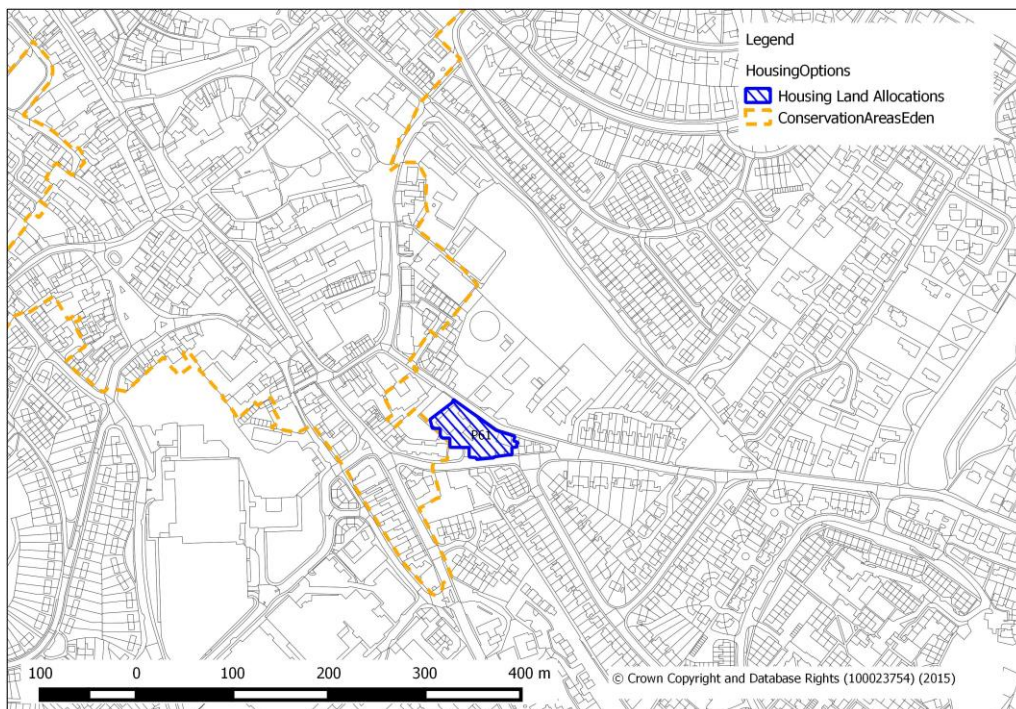 Legend
HousingOptions
Housing Land Allocations
ConservationAreasEden
P61
100 0 100 200 300 400 m
© Crown Copyright and Database Rights (100023754) (2015)